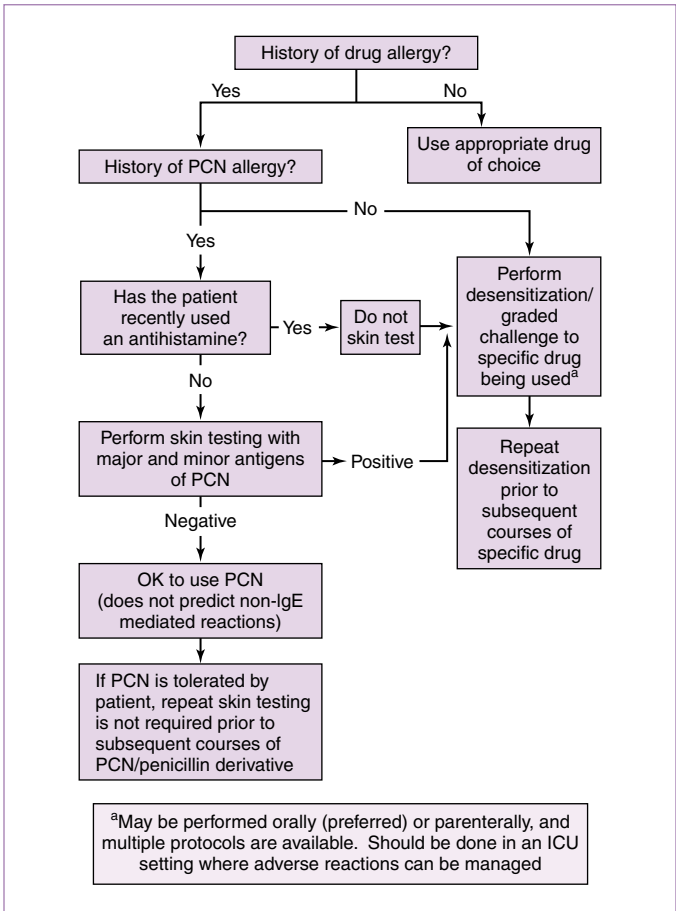 History of drug allergy?
Yes
No
History of PCN allergy?
Use appropriate drug
of choice
No
Yes
Has the patient
recently used
an antihistamine?
Yes
Do not
skin test
Perform
desensitization/
graded
challenge to
specific drug
being usedᵃ
No
Perform skin testing with
major and minor antigens
of PCN
Positive
Repeat
desensitization
prior to
subsequent
courses of
specific drug
Negative
OK to use PCN
(does not predict non-IgE
mediated reactions)
If PCN is tolerated by
patient, repeat skin testing
is not required prior to
subsequent courses of
PCN/penicillin derivative
ᵃMay be performed orally (preferred) or parenterally, and
multiple protocols are available. Should be done in an ICU
setting where adverse reactions can be managed